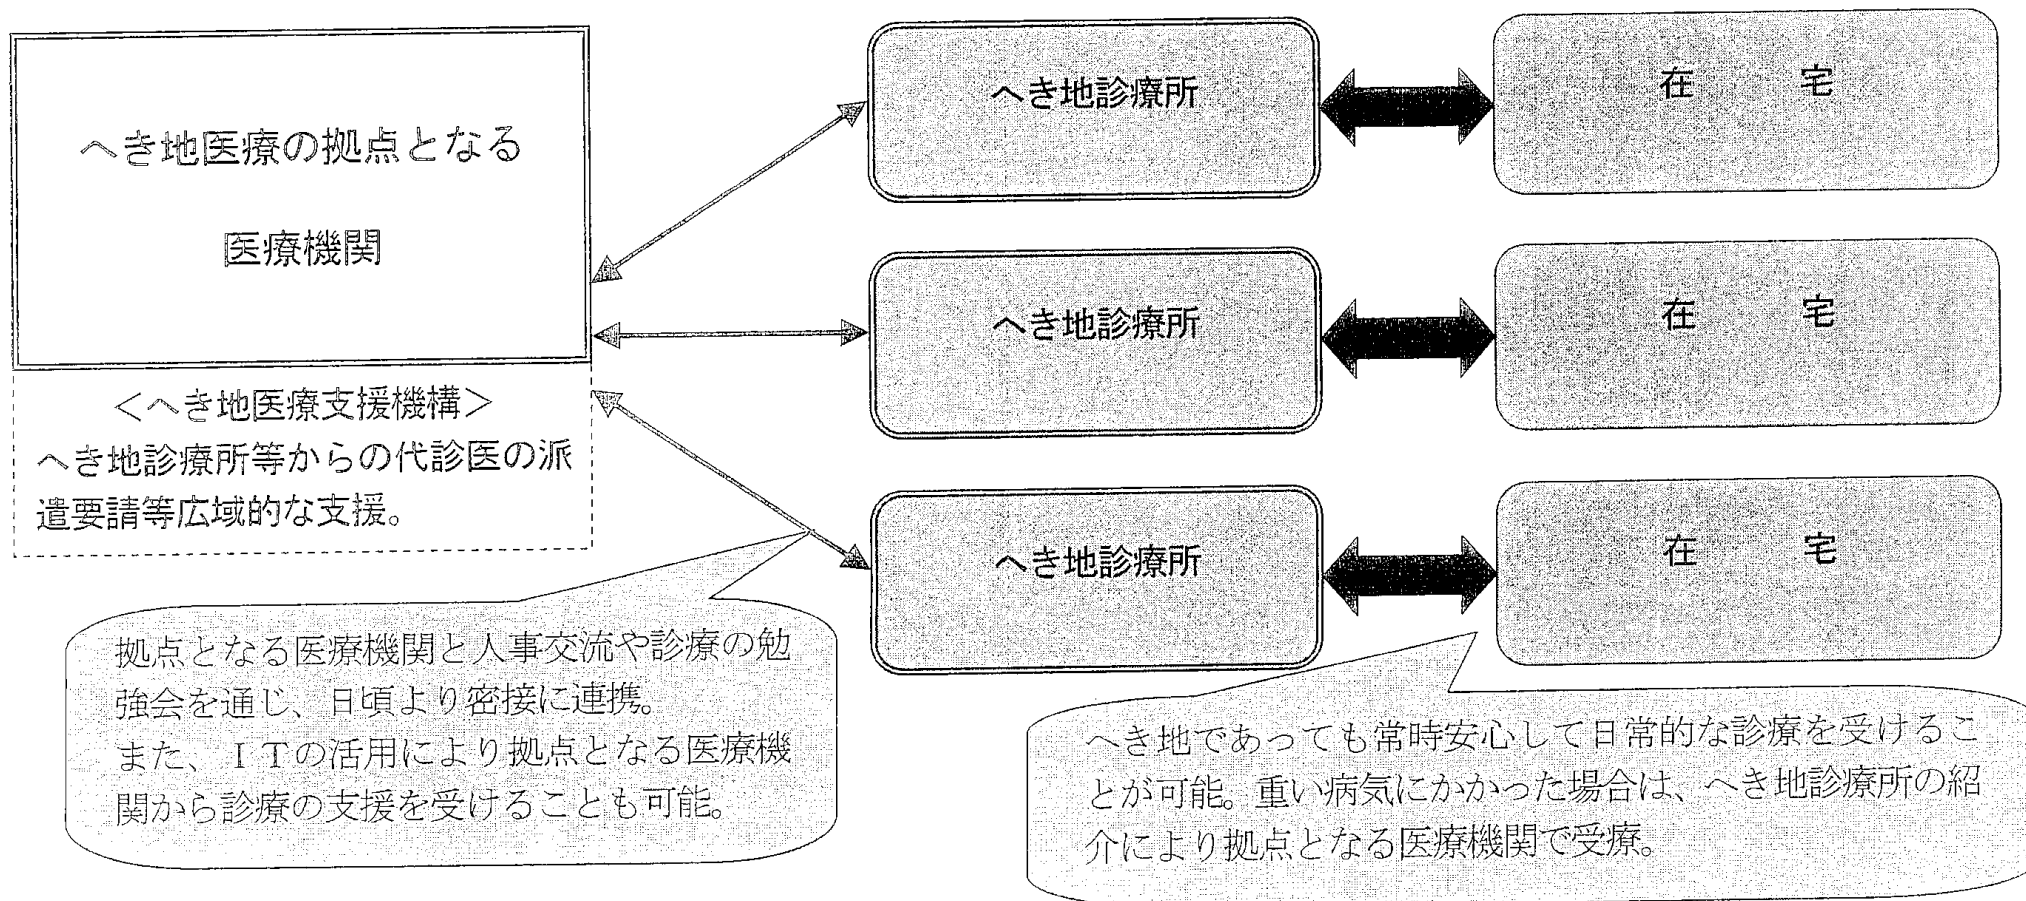 へき地医療の拠点となる
医療機関
＜へき地医療支援機構＞
へき地診療所等からの代診医の派
遣要請等広域的な支援。
へき地診療所
在　　　宅
へき地診療所
在　　　宅
へき地診療所
在　　　宅
拠点となる医療機関と人事交流や診療の勉
強会を通じ、日頃より密接に連携。
また、ＩＴの活用により拠点となる医療機
関から診療の支援を受けることも可能。
へき地であっても常時安心して日常的な診療を受けるこ
とが可能。重い病気にかかった場合は、へき地診療所の紹
介により拠点となる医療機関で受療。